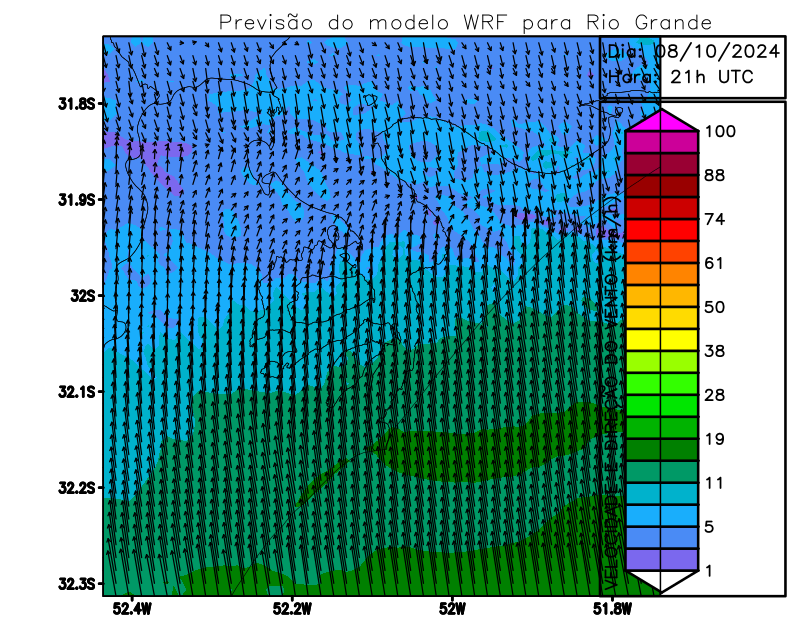 Previsão do modelo WRF para Rio Grande
Dia: 08/10/2024
Hora: 21h UTC
31.8S
31.9S
32S
32.1S
32.2S
32.3S
52.4W
52.2W
52W
51.8W
VELOCIDADE E DIREÇÃO DO VENTO (km/h)
100
88
74
61
50
38
28
19
11
5
1